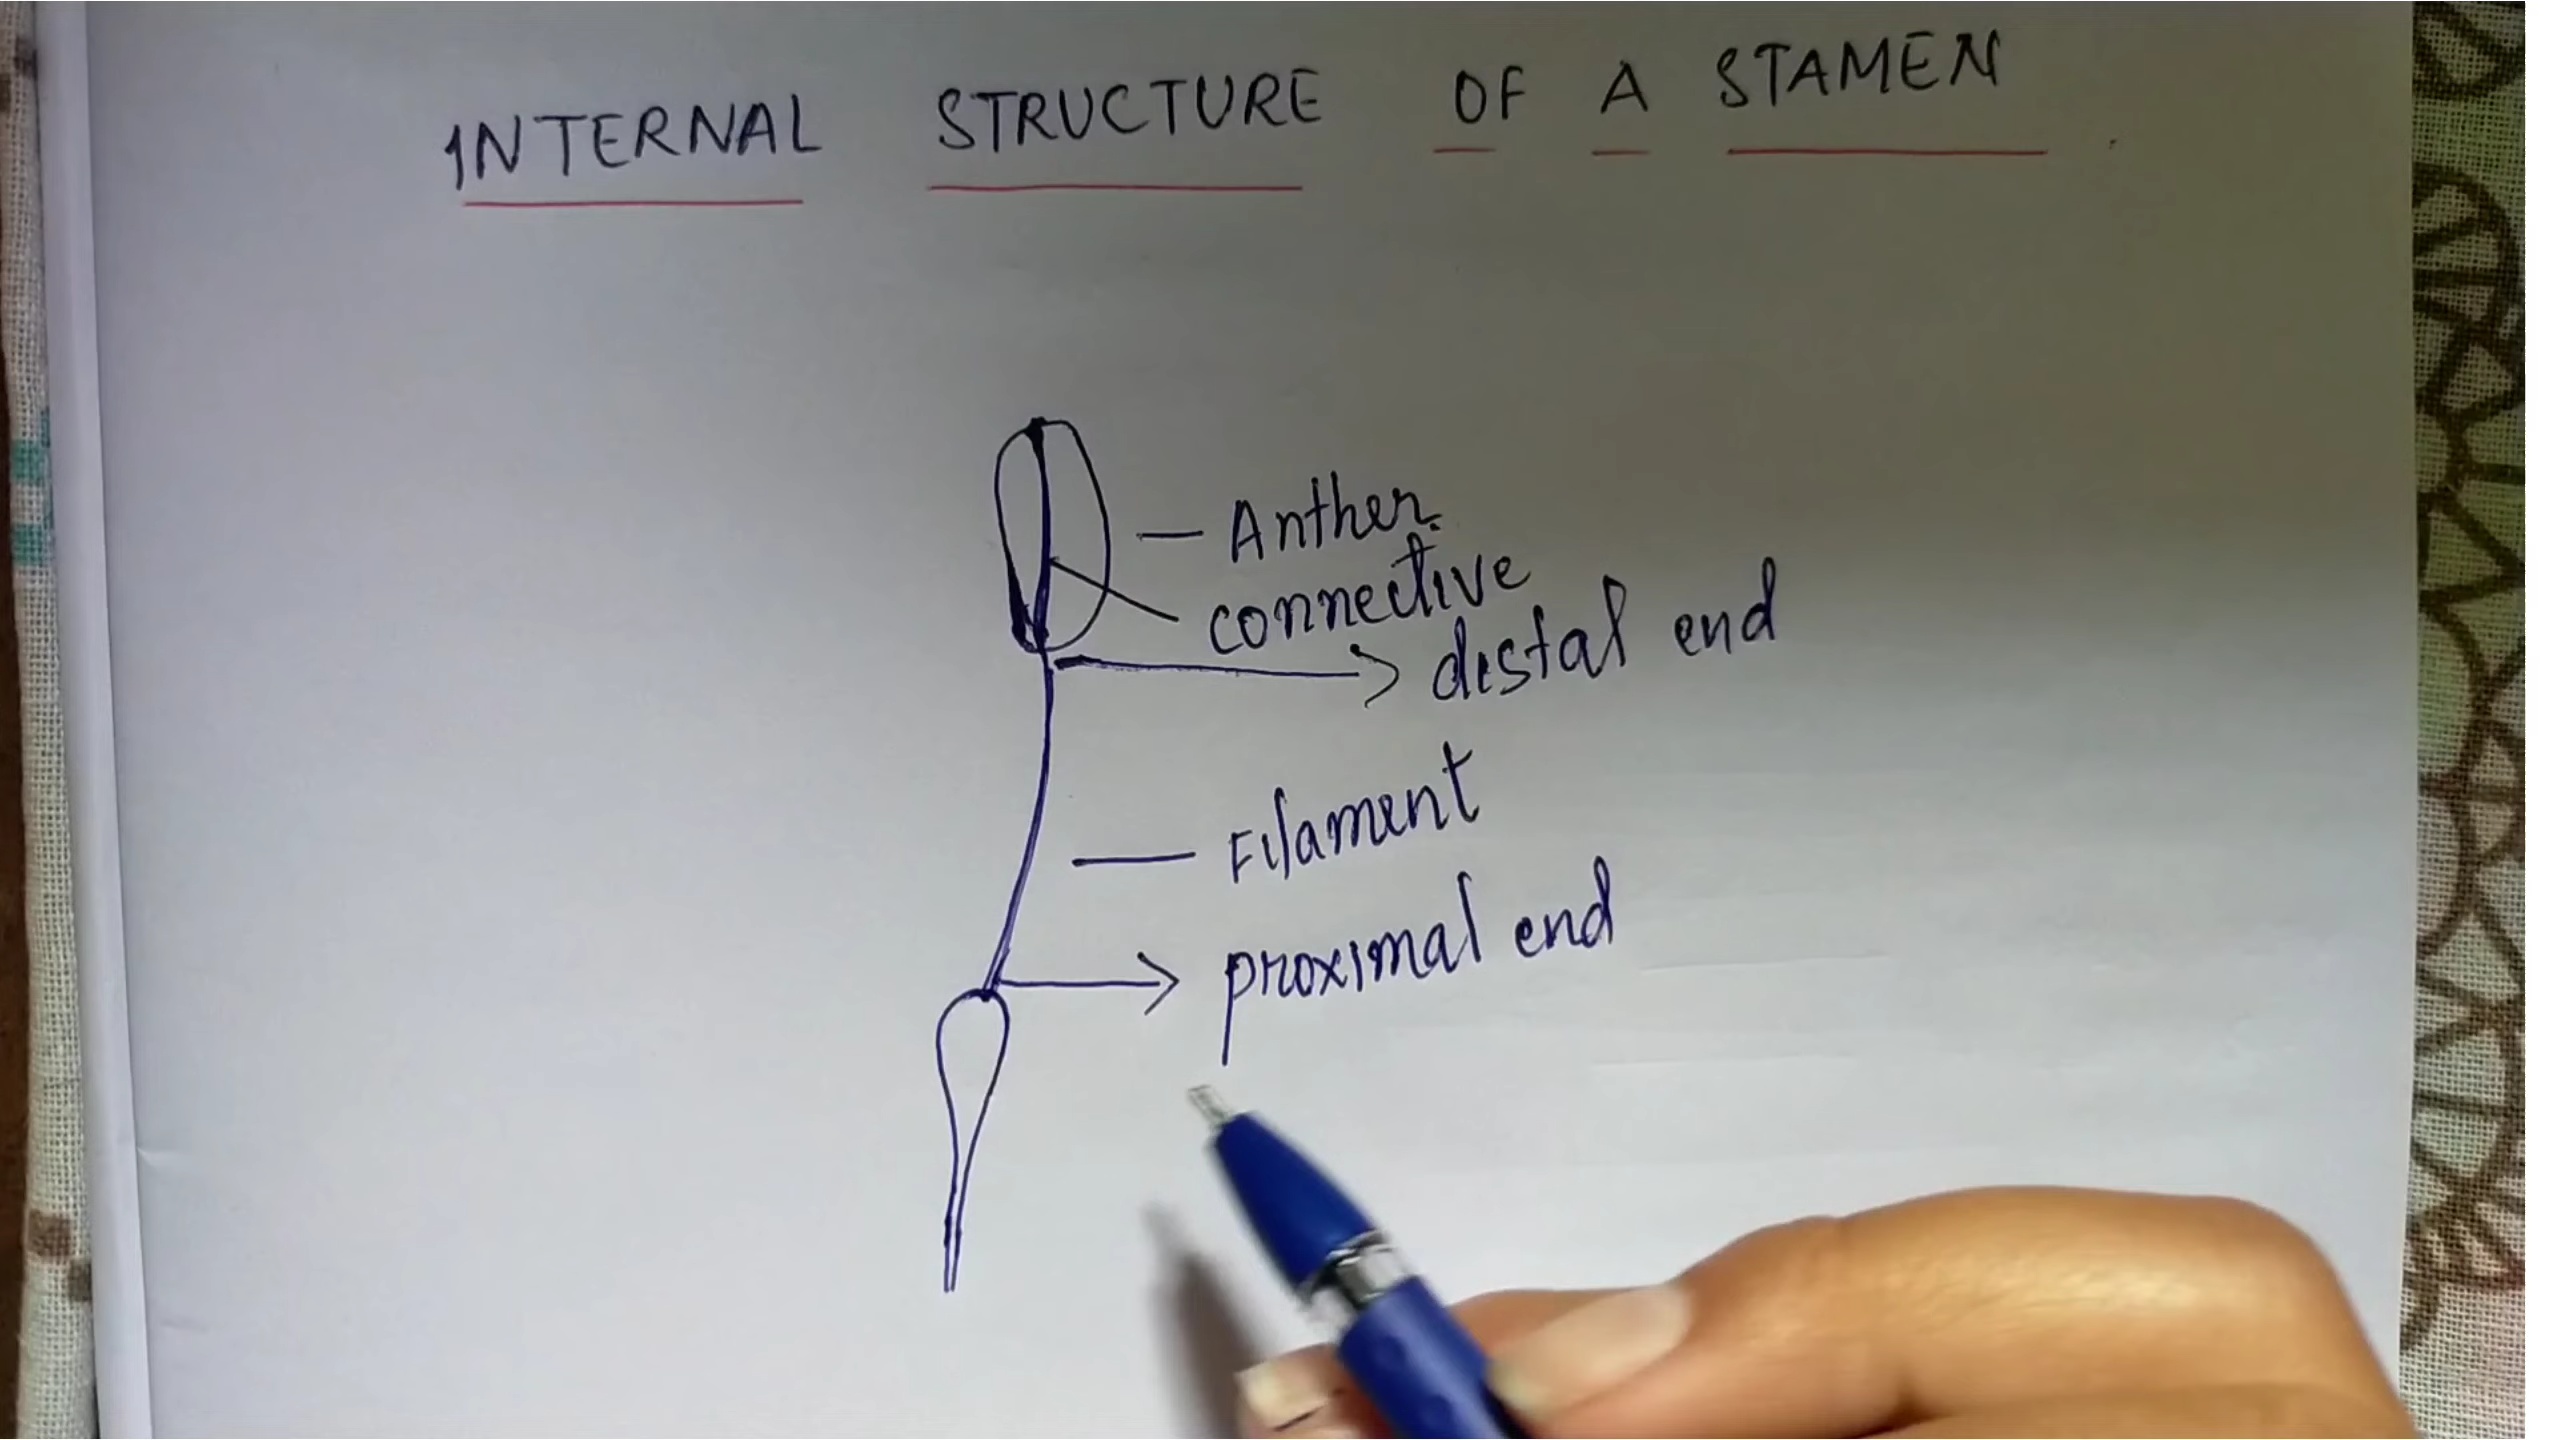 INTERNAL STRUCTURE OF A STAMEN
Anther
connective
distal end
Filament
proximal end